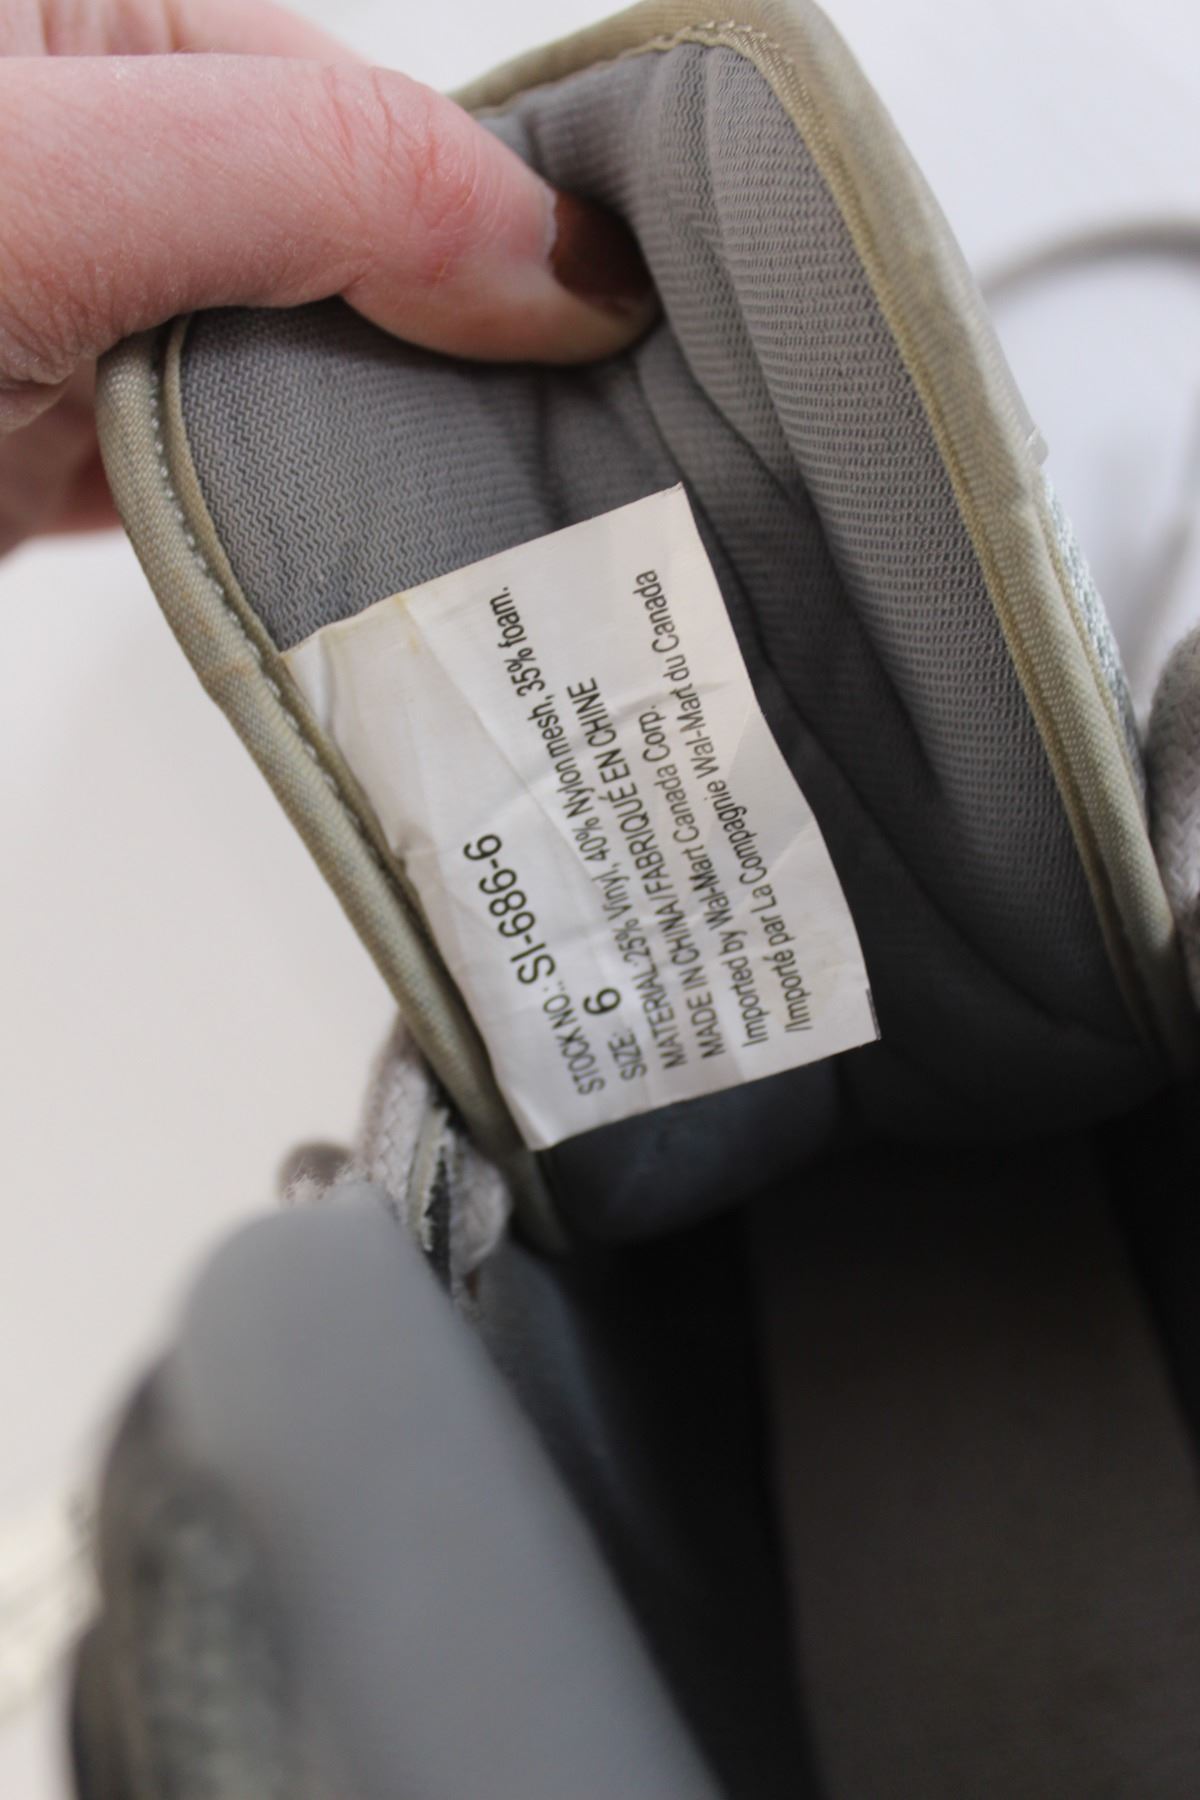 STOCK NO.: SI-686-6
SIZE: 6
MATERIAL 25% Vinyl, 40% Nylon mesh, 35% foam.
MADE IN CHINA/FABRIQUÉ EN CHINE
Imported by Wal-Mart Canada Corp.
/Importé par La Compagnie Wal-Mart du Canada